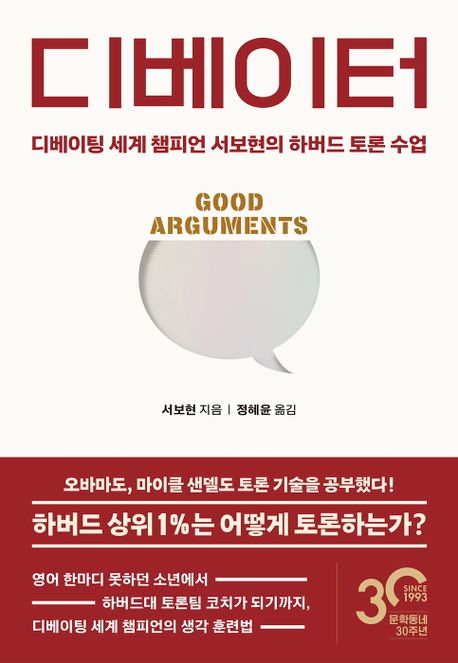 디베이터
디베이팅 세계 챔피언 서보현의 하버드 토론 수업
GOOD
ARGUMENTS
서보현 지음 | 정혜윤 옮김
오바마도, 마이클 샌델도 토론 기술을 공부했다!
하버드 상위 1%는 어떻게 토론하는가?
영어 한마디 못하던 소년에서
하버드대 토론팀 코치가 되기까지,
디베이팅 세계 챔피언의 생각 훈련법
30
SINCE
1993
문학동네
30주년